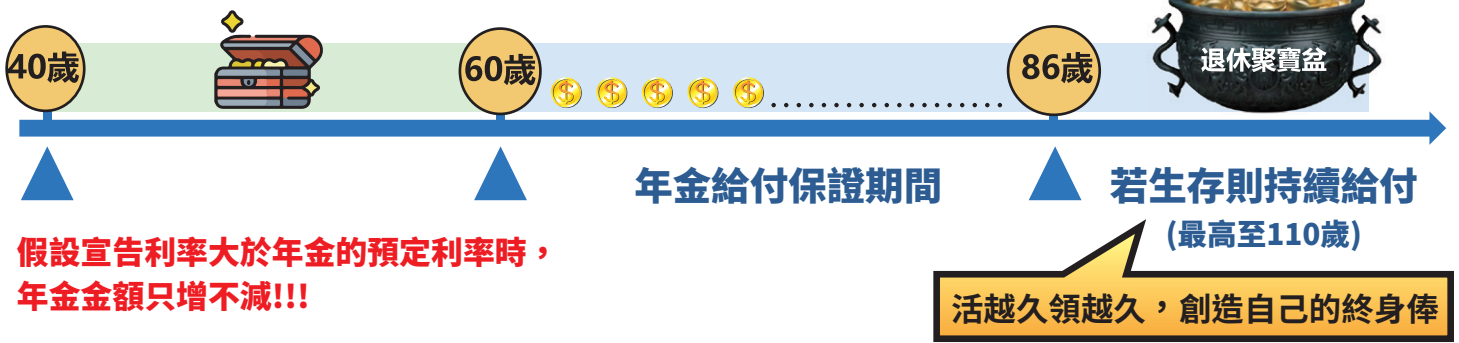 40歲
60歲
86歲
退休聚寶盆
$ $ $ $ $
年金給付保證期間
若生存則持續給付
(最高至110歲)
假設宣告利率大於年金的預定利率時，
年金金額只增不減!!!
活越久領越久，創造自己的終身俸